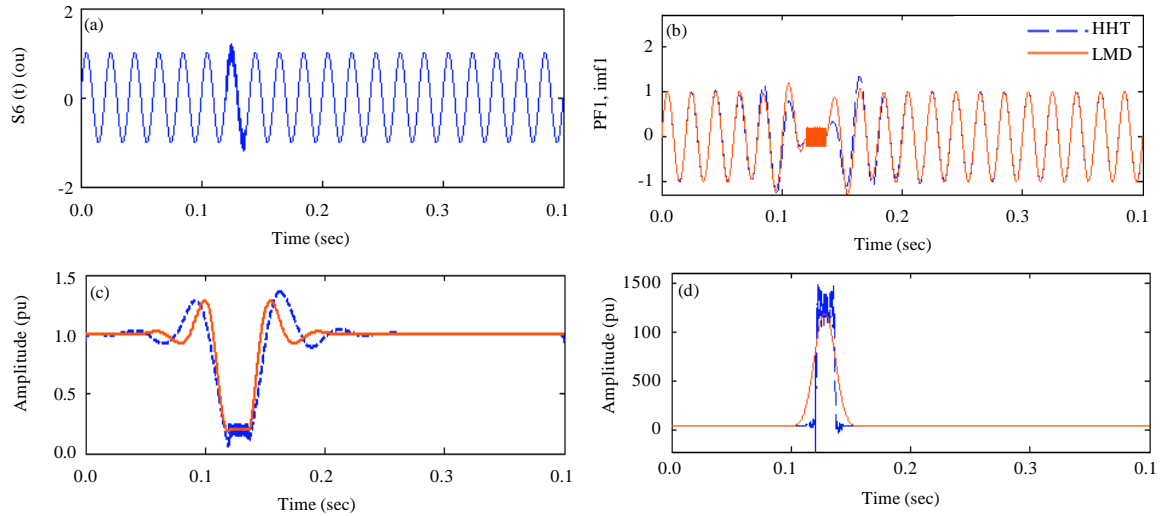 (a)
S6 (t) (ou)
2
0
-2
0.0 0.1 0.2 0.3 0.1
Time (sec)
(b)
HHT
LMD
PF1, imf1
2
1
0
-1
0.0 0.1 0.2 0.3 0.1
Time (sec)
(c)
Amplitude (pu)
1.5
1.0
0.5
0.0
0.0 0.1 0.2 0.3 0.1
Time (sec)
(d)
Amplitude (pu)
1500
100
500
0
0.0 0.1 0.2 0.3 0.1
Time (sec)